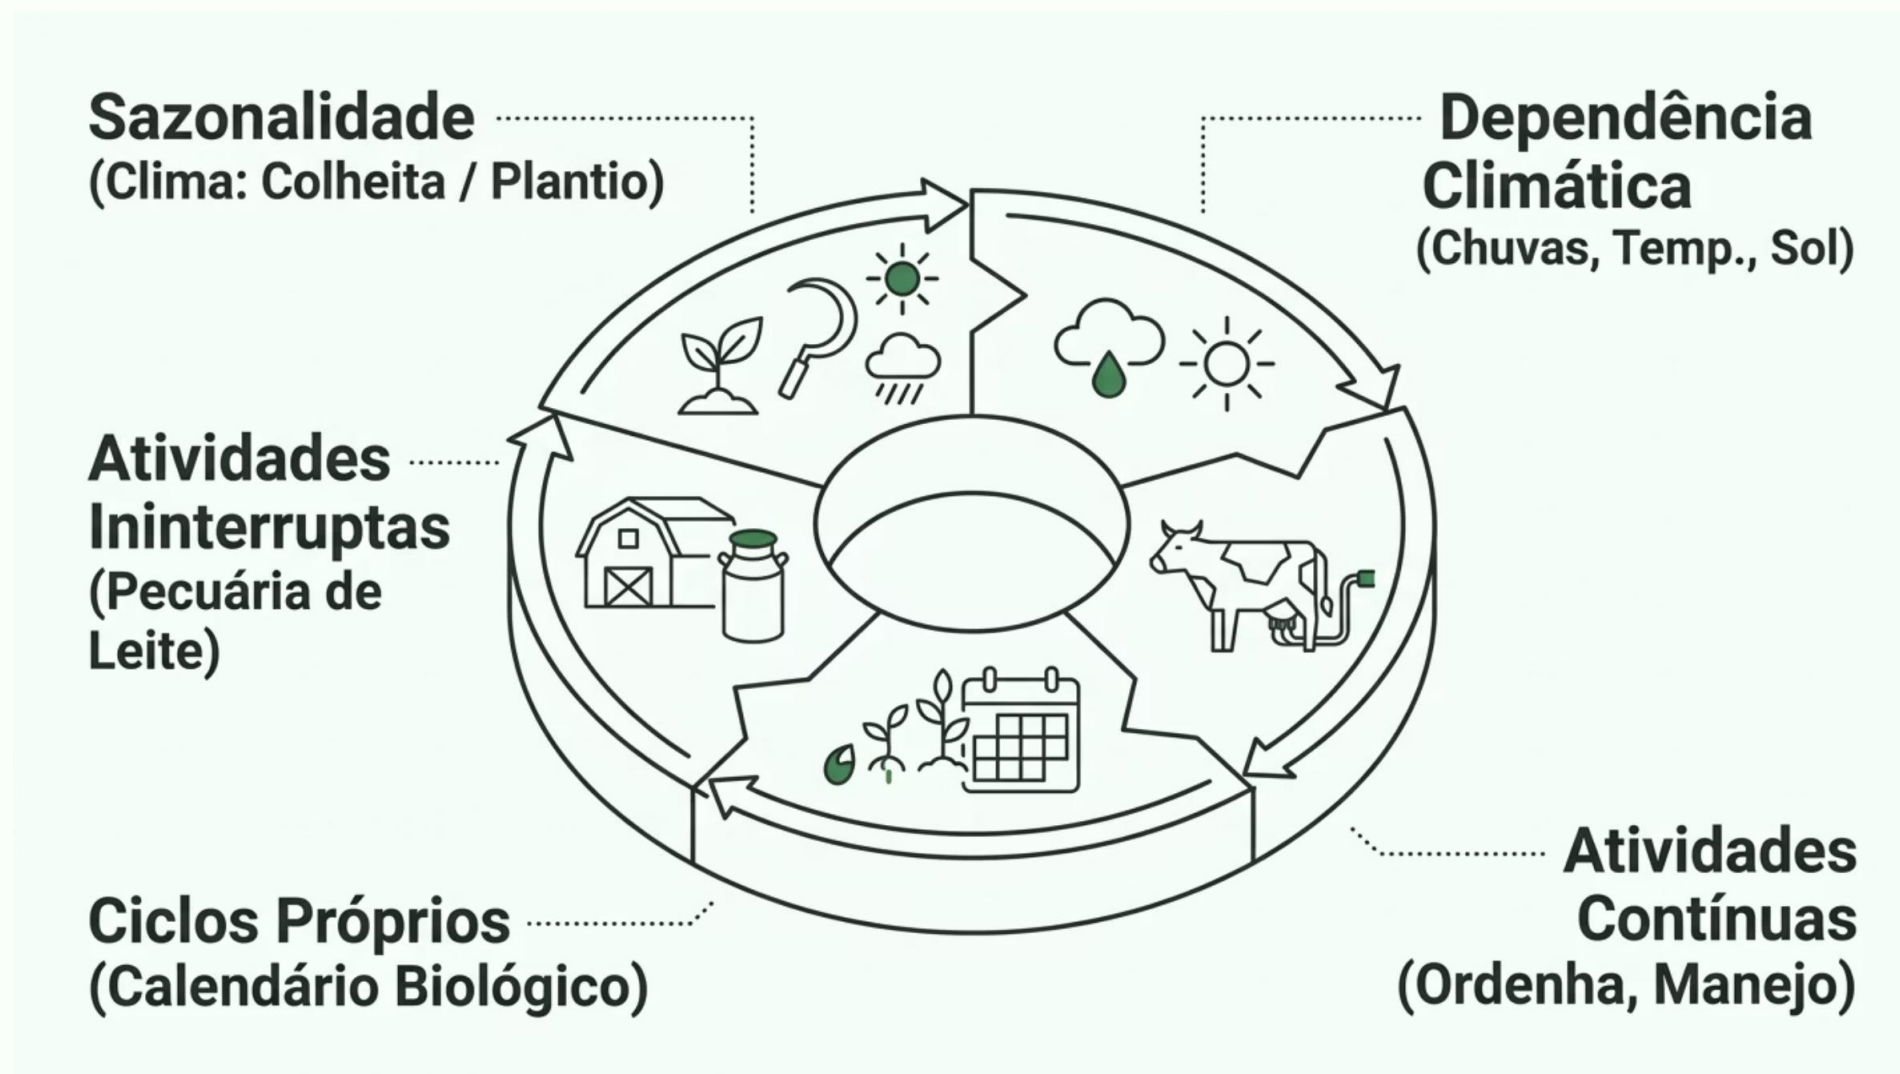 Sazonalidade
(Clima: Colheita / Plantio)
Dependência
Climática
(Chuvas, Temp., Sol)
Atividades
Ininterruptas
(Pecuária de
Leite)
Ciclos Próprios
(Calendário Biológico)
Atividades
Contínuas
(Ordenha, Manejo)